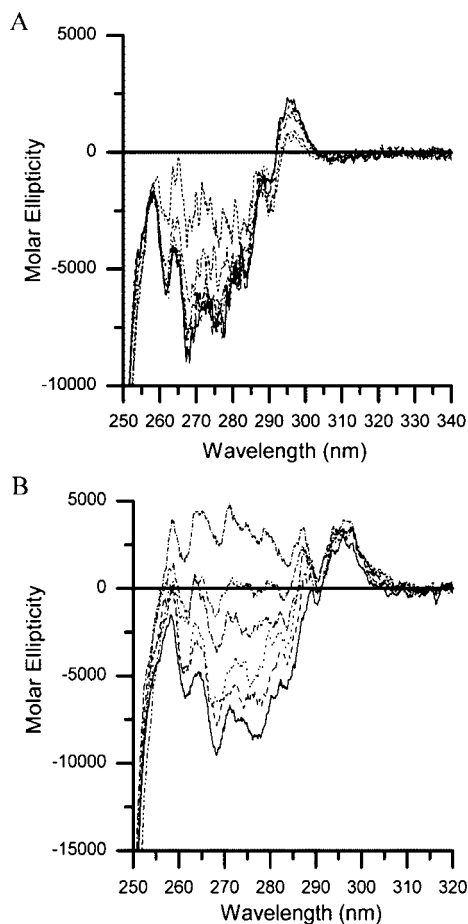 A
5000
0
-5000
-10000
Molar Ellipticity
250 260 270 280 290 300 310 320 330 340
Wavelength (nm)
B
5000
0
-5000
-10000
-15000
Molar Ellipticity
250 260 270 280 290 300 310 320
Wavelength (nm)